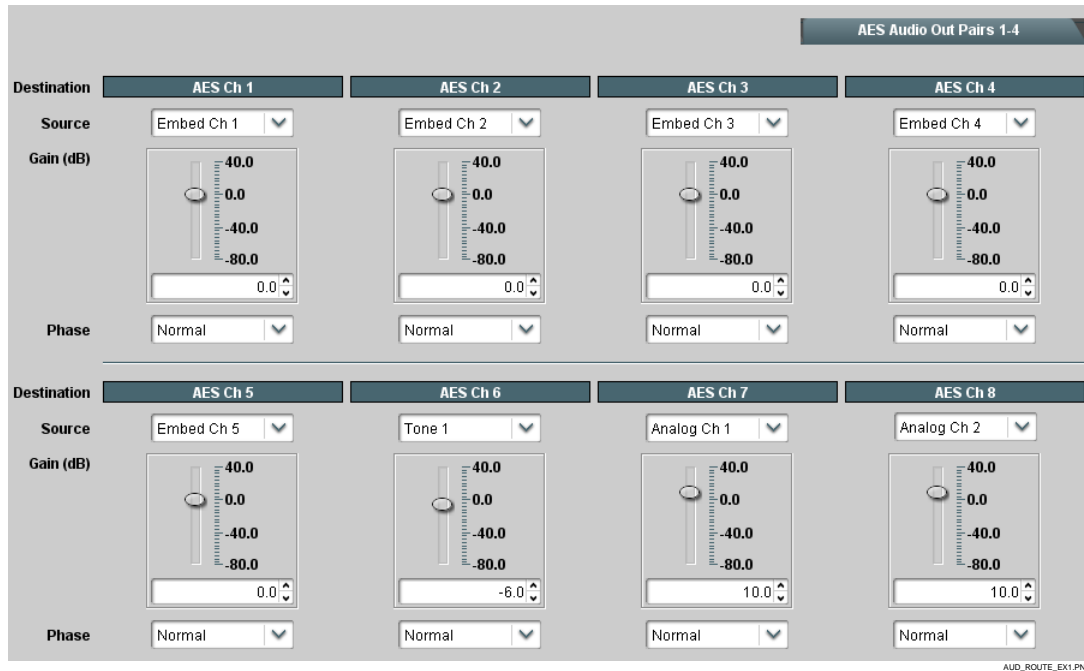 AES Audio Out Pairs 1-4
Destination AES Ch 1 AES Ch 2 AES Ch 3 AES Ch 4
Source Embed Ch 1 Embed Ch 2 Embed Ch 3 Embed Ch 4
Gain (dB) 40.0 40.0 40.0 40.0
0.0 0.0 0.0 0.0
-40.0 -40.0 -40.0 -40.0
-80.0 -80.0 -80.0 -80.0
0.0 0.0 0.0 0.0
Phase Normal Normal Normal Normal
Destination AES Ch 5 AES Ch 6 AES Ch 7 AES Ch 8
Source Embed Ch 5 Tone 1 Analog Ch 1 Analog Ch 2
Gain (dB) 40.0 40.0 40.0 40.0
0.0 0.0 0.0 0.0
-40.0 -40.0 -40.0 -40.0
-80.0 -80.0 -80.0 -80.0
0.0 -6.0 10.0 10.0
Phase Normal Normal Normal Normal
AUD_ROUTE_EX1.PN